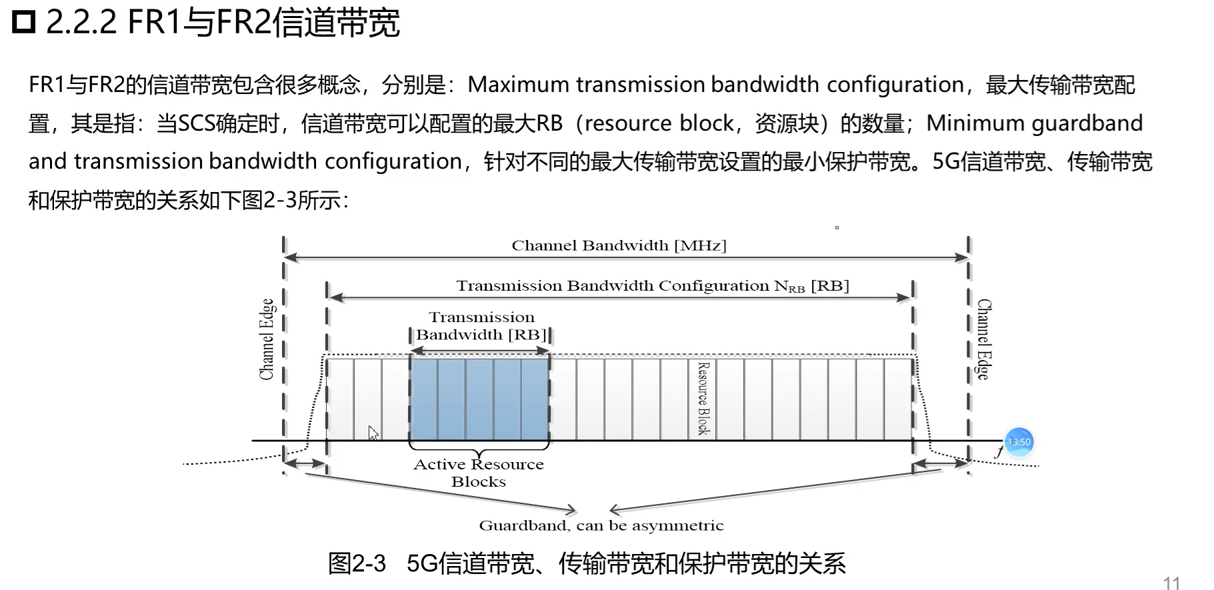 2.2.2 FR1与FR2信道带宽
FR1与FR2的信道带宽包含很多概念，分别是：Maximum transmission bandwidth configuration，最大传输带宽配
置，其是指：当SCS确定时，信道带宽可以配置的最大RB（resource block，资源块）的数量；Minimum guardband
and transmission bandwidth configuration，针对不同的最大传输带宽设置的最小保护带宽。5G信道带宽、传输带宽
和保护带宽的关系如下图2-3所示：
。
Channel Bandwidth [MHz]
Transmission Bandwidth Configuration NRB [RB]
Transmission
Bandwidth [RB]
Channel Edge
Channel Edge
Resource Block
13:50
f
Active Resource
Blocks
Guardband, can be asymmetric
图2-3 5G信道带宽、传输带宽和保护带宽的关系
11